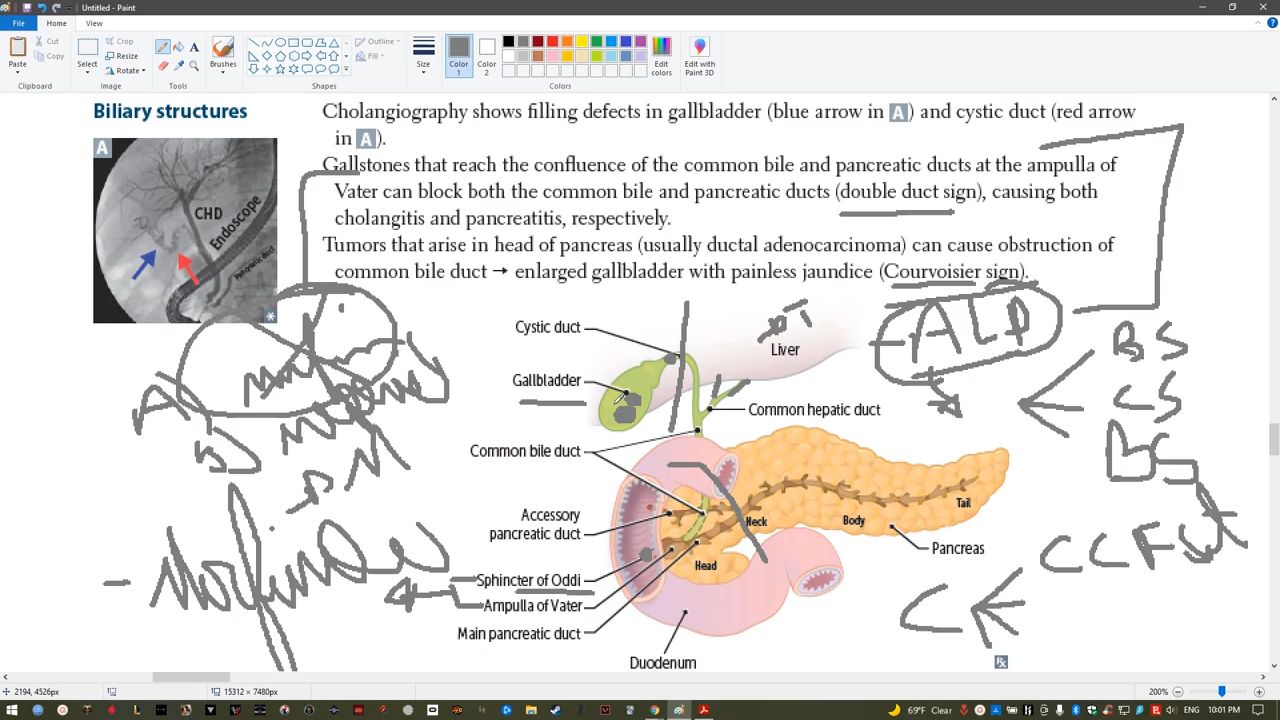 Untitled - Paint
File Home View
Paste Cut Copy Clipboard
Select Crop Resize Rotate Image
Tools
Brushes
Shapes Outline Fill
Size
Color 1 Color 2 Edit colors Colors
Edit with Paint 3D
Biliary structures
Cholangiography shows filling defects in gallbladder (blue arrow in A) and cystic duct (red arrow
in A).
Gallstones that reach the confluence of the common bile and pancreatic ducts at the ampulla of
Vater can block both the common bile and pancreatic ducts (double duct sign), causing both
cholangitis and pancreatitis, respectively.
Tumors that arise in head of pancreas (usually ductal adenocarcinoma) can cause obstruction of
common bile duct → enlarged gallbladder with painless jaundice (Courvoisier sign).
A
CHD
Endoscope
Pancreatic duct
Cystic duct
Liver
ALP
Gallbladder
BS
CS
Common hepatic duct
Common bile duct
Accessory
pancreatic duct
Neck
Body
Tail
Pancreas
Head
Sphincter of Oddi
Ampulla of Vater
Main pancreatic duct
Duodenum
Rx
2194, 4526px
15312 × 7480px
200%
69°F Clear
ENG
10:01 PM